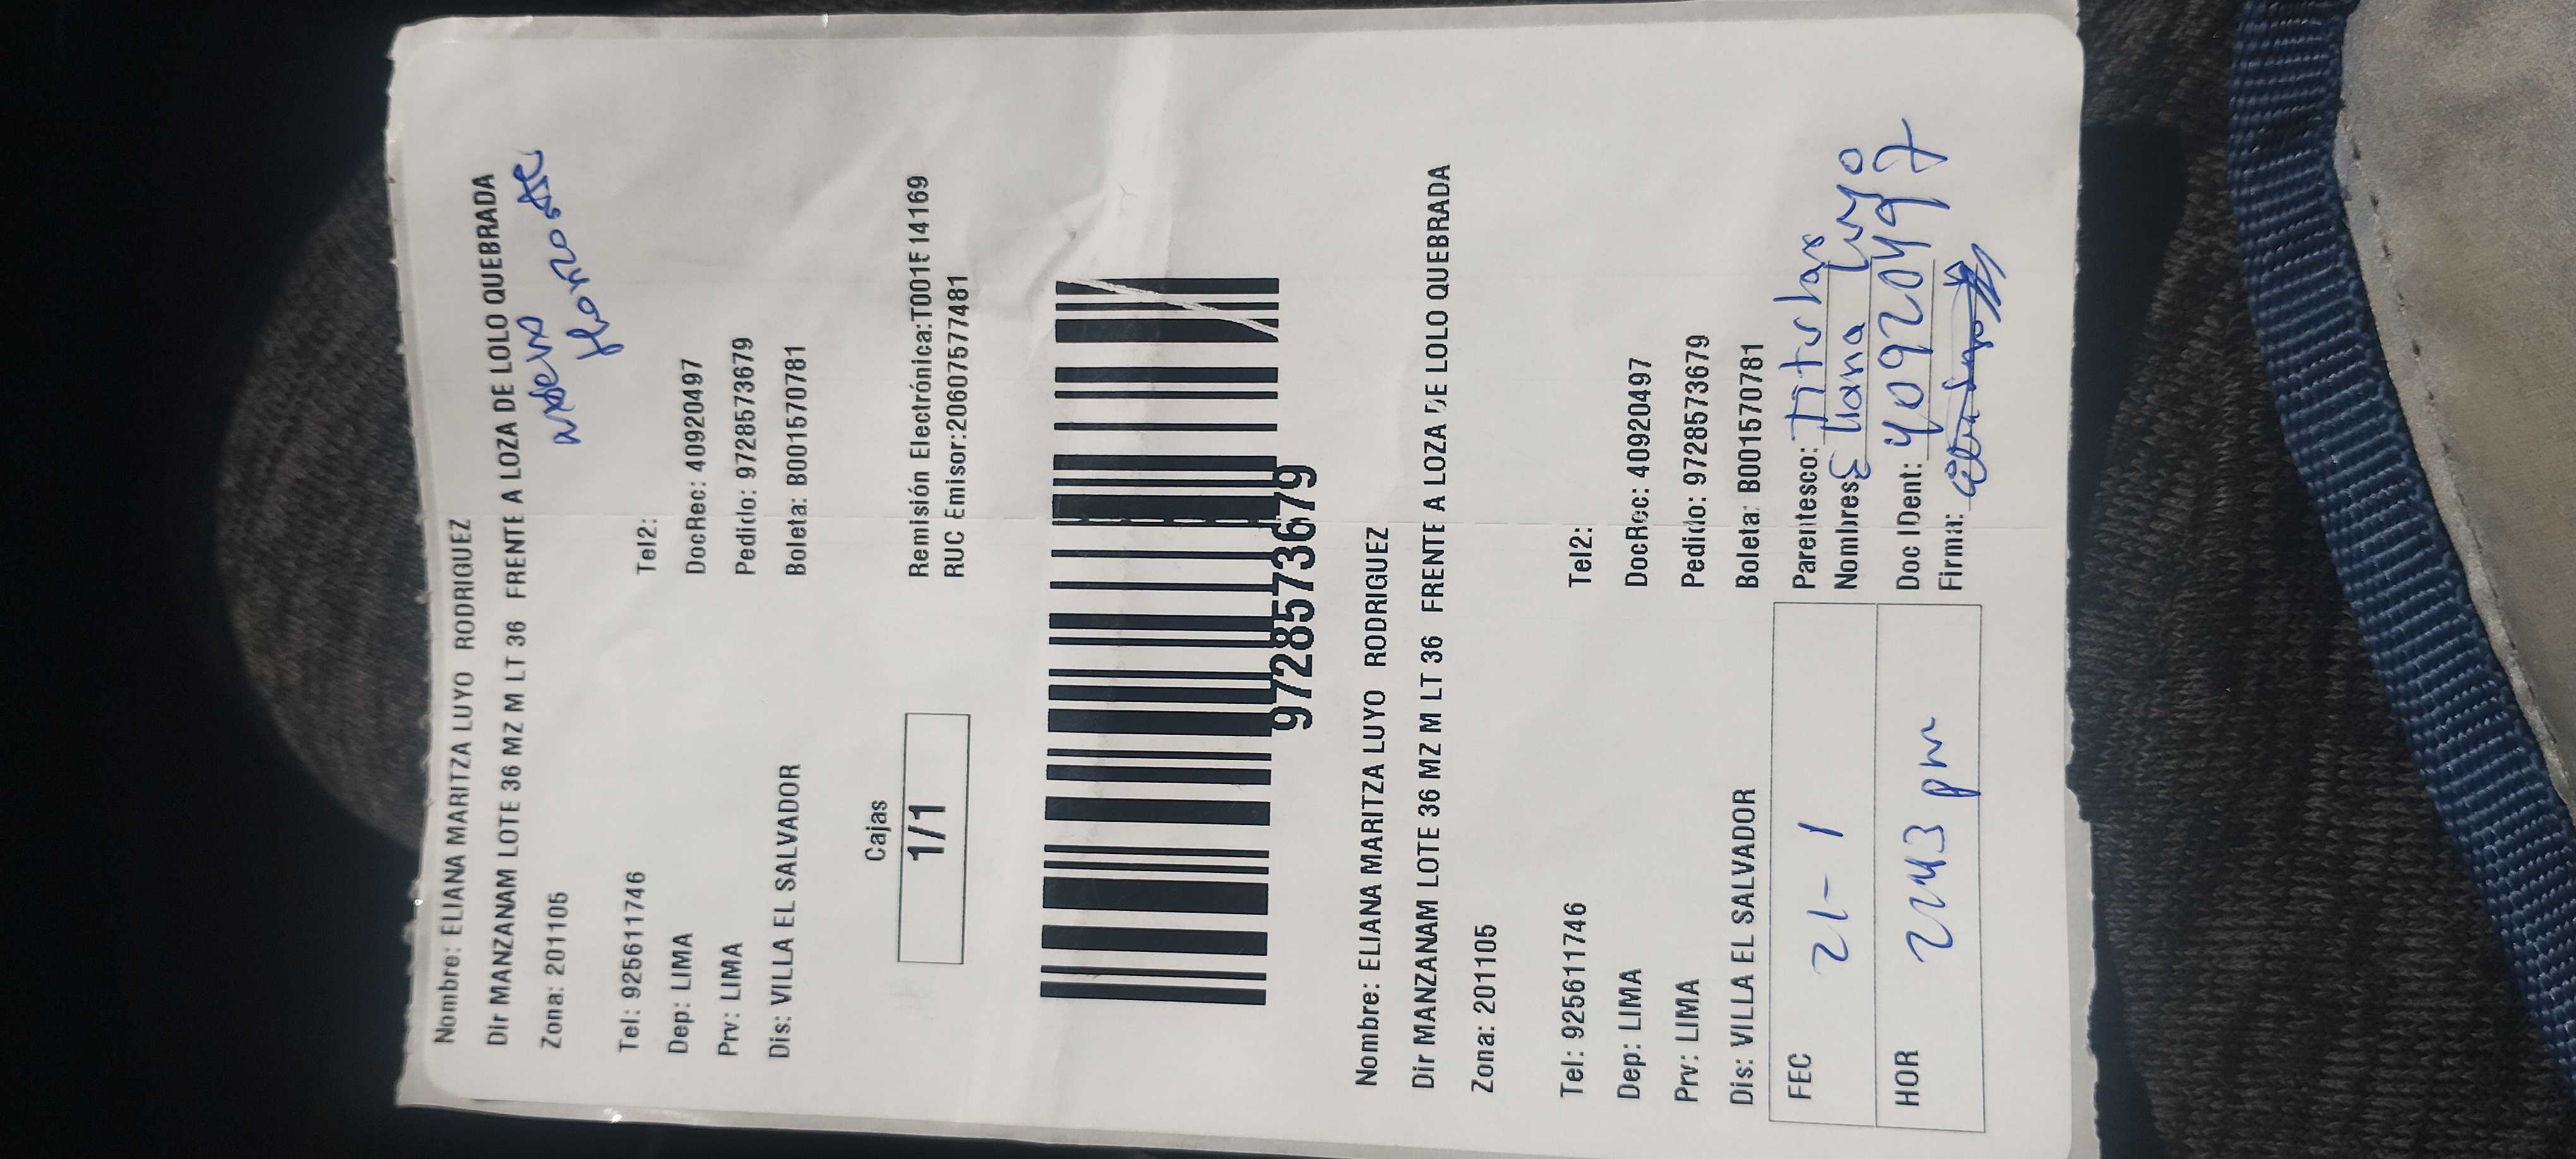 Nombre: ELIANA MARITZA LUYO RODRIGUEZ
Dir MANZANAM LOTE 36 MZ M LT 36 FRENTE A LOZA DE LOLO QUEBRADA
Zona: 201105
Tel: 925611746 Tel2:
Dep: LIMA DocRec: 40920497
Prv: LIMA Pedido: 9728573679
Dis: VILLA EL SALVADOR Boleta: B001570781
Cajas
1/1
Remisión Electrónica:T001E14169
RUC Emisor:20607577481
9728573679
Nombre: ELIANA MARITZA LUYO RODRIGUEZ
Dir MANZANAM LOTE 36 MZ M LT 36 FRENTE A LOZA DE LOLO QUEBRADA
Zona: 201105
Tel: 925611746 Tel2:
Dep: LIMA DocRec: 40920497
Prv: LIMA Pedido: 9728573679
Dis: VILLA EL SALVADOR Boleta: B001570781
FEC 21-1 Parentesco: Titular
Nombres Eliana Luyo
HOR 2:43 pm Doc IDent: 40920497
Firma: